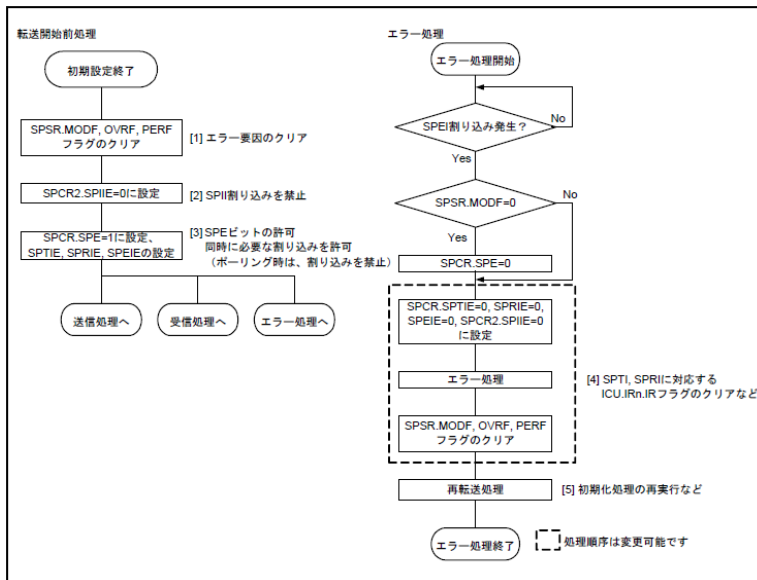 転送開始前処理
初期設定終了
SPSR.MODF, OVRF, PERF
フラグのクリア
[1] エラー要因のクリア
SPCR2.SPIIE=0に設定
[2] SPII割り込みを禁止
SPCR.SPE=1に設定、
SPTIE, SPRIE, SPEIEの設定
[3] SPEビットの許可
同時に必要な割り込みを許可
（ポーリング時は、割り込みを禁止）
送信処理へ
受信処理へ
エラー処理へ
エラー処理
エラー処理開始
SPEI割り込み発生？
No
Yes
SPSR.MODF=0
No
Yes
SPCR.SPE=0
SPCR.SPTIE=0, SPRIE=0,
SPEIE=0, SPCR2.SPIIE=0
に設定
エラー処理
[4] SPTI, SPRIに対応する
ICU.IRn.IRフラグのクリアなど
SPSR.MODF, OVRF, PERF
フラグのクリア
再転送処理
[5] 初期化処理の再実行など
エラー処理終了
処理順序は変更可能です